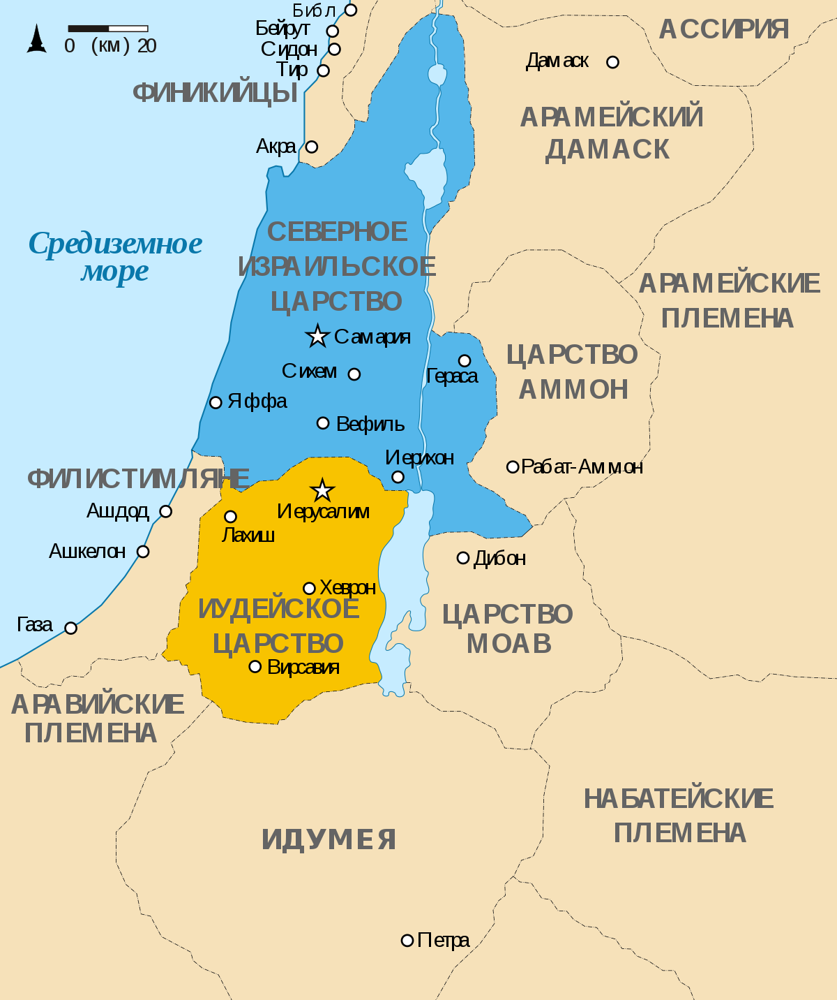 Библ
Бейрут
Сидон
Тир
0 (км) 20
АССИРИЯ
Дамаск
ФИНИКИЙЦЫ
АРАМЕЙСКИЙ
ДАМАСК
Акра
Средиземное
море
СЕВЕРНОЕ
ИЗРАИЛЬСКОЕ
ЦАРСТВО
АРАМЕЙСКИЕ
ПЛЕМЕНА
Самария
Сихем
Гераса
ЦАРСТВО
АММОН
Яффа
Вефиль
Иерихон
Рабат-Аммон
ФИЛИСТИМЛЯНЕ
Ашдод
Иерусалим
Лахиш
Ашкелон
Дибон
Хеврон
ИУДЕЙСКОЕ
ЦАРСТВО
Газа
ЦАРСТВО
МОАВ
Вирсавия
АРАВИЙСКИЕ
ПЛЕМЕНА
НАБАТЕЙСКИЕ
ПЛЕМЕНА
ИДУМЕЯ
Петра